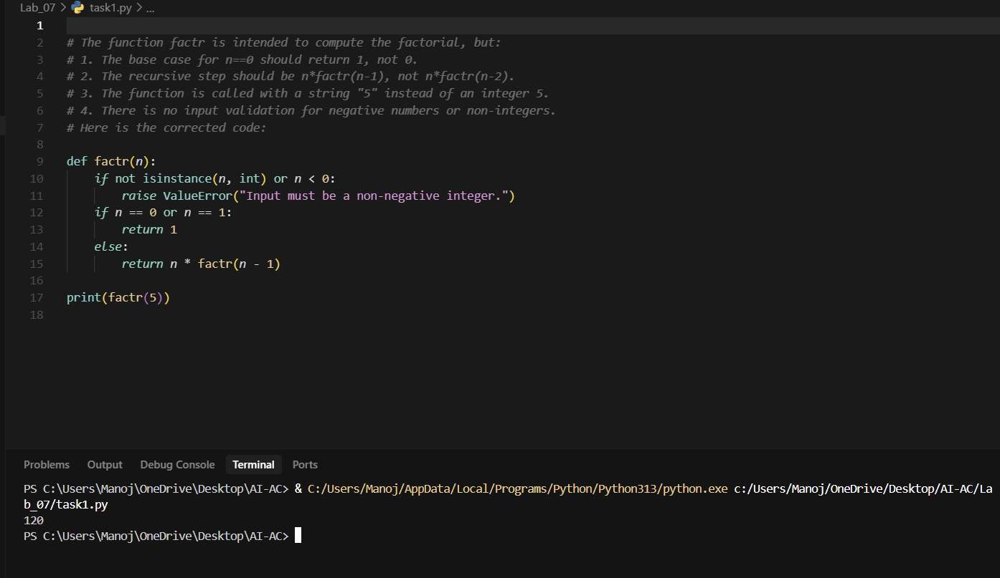 Lab_07 > task1.py > ...
1
2 # The function factr is intended to compute the factorial, but:
3 # 1. The base case for n==0 should return 1, not 0.
4 # 2. The recursive step should be n*factr(n-1), not n*factr(n-2).
5 # 3. The function is called with a string "5" instead of an integer 5.
6 # 4. There is no input validation for negative numbers or non-integers.
7 # Here is the corrected code:
8
9 def factr(n):
10     if not isinstance(n, int) or n < 0:
11         raise ValueError("Input must be a non-negative integer.")
12     if n == 0 or n == 1:
13         return 1
14     else:
15         return n * factr(n - 1)
16
17 print(factr(5))
18
Problems Output Debug Console Terminal Ports
PS C:\Users\Manoj\OneDrive\Desktop\AI-AC> & C:/Users/Manoj/AppData/Local/Programs/Python/Python313/python.exe c:/Users/Manoj/OneDrive/Desktop/AI-AC/La
b_07/task1.py
120
PS C:\Users\Manoj\OneDrive\Desktop\AI-AC>